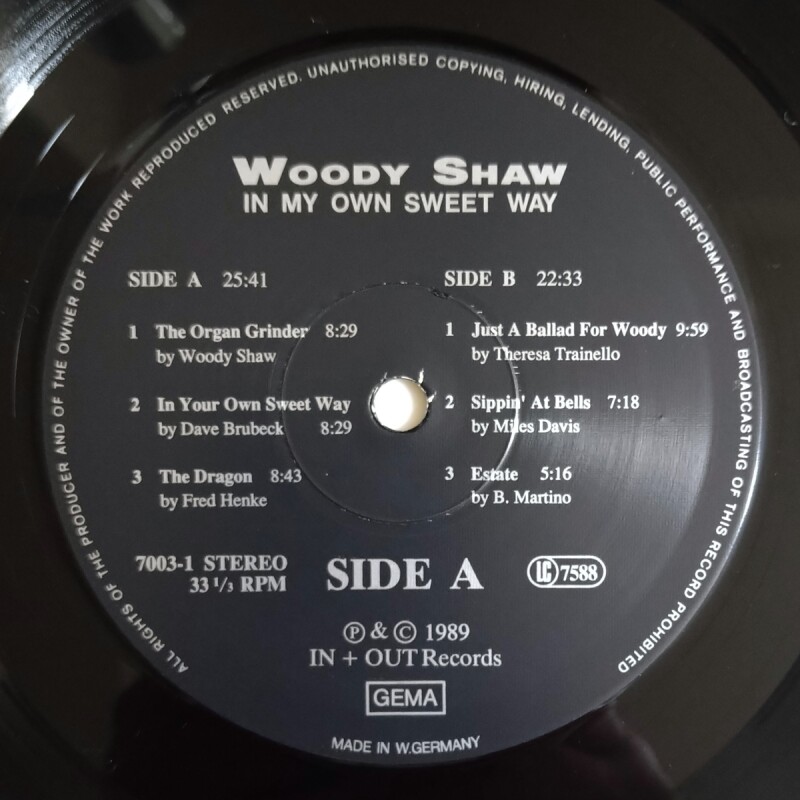 ALL RIGHTS OF THE PRODUCER AND OF THE OWNER OF THE WORK REPRODUCED RESERVED. UNAUTHORISED COPYING, HIRING, LENDING, PUBLIC PERFORMANCE AND BROADCASTING OF THIS RECORD PROHIBITED
WOODY SHAW
IN MY OWN SWEET WAY
SIDE A 25:41
1 The Organ Grinder 8:29
by Woody Shaw
2 In Your Own Sweet Way
by Dave Brubeck 8:29
3 The Dragon 8:43
by Fred Henke
SIDE B 22:33
1 Just A Ballad For Woody 9:59
by Theresa Trainello
2 Sippin' At Bells 7:18
by Miles Davis
3 Estate 5:16
by B. Martino
7003-1 STEREO
33 1/3 RPM
SIDE A
LC 7588
Ⓟ & © 1989
IN + OUT Records
GEMA
MADE IN W.GERMANY